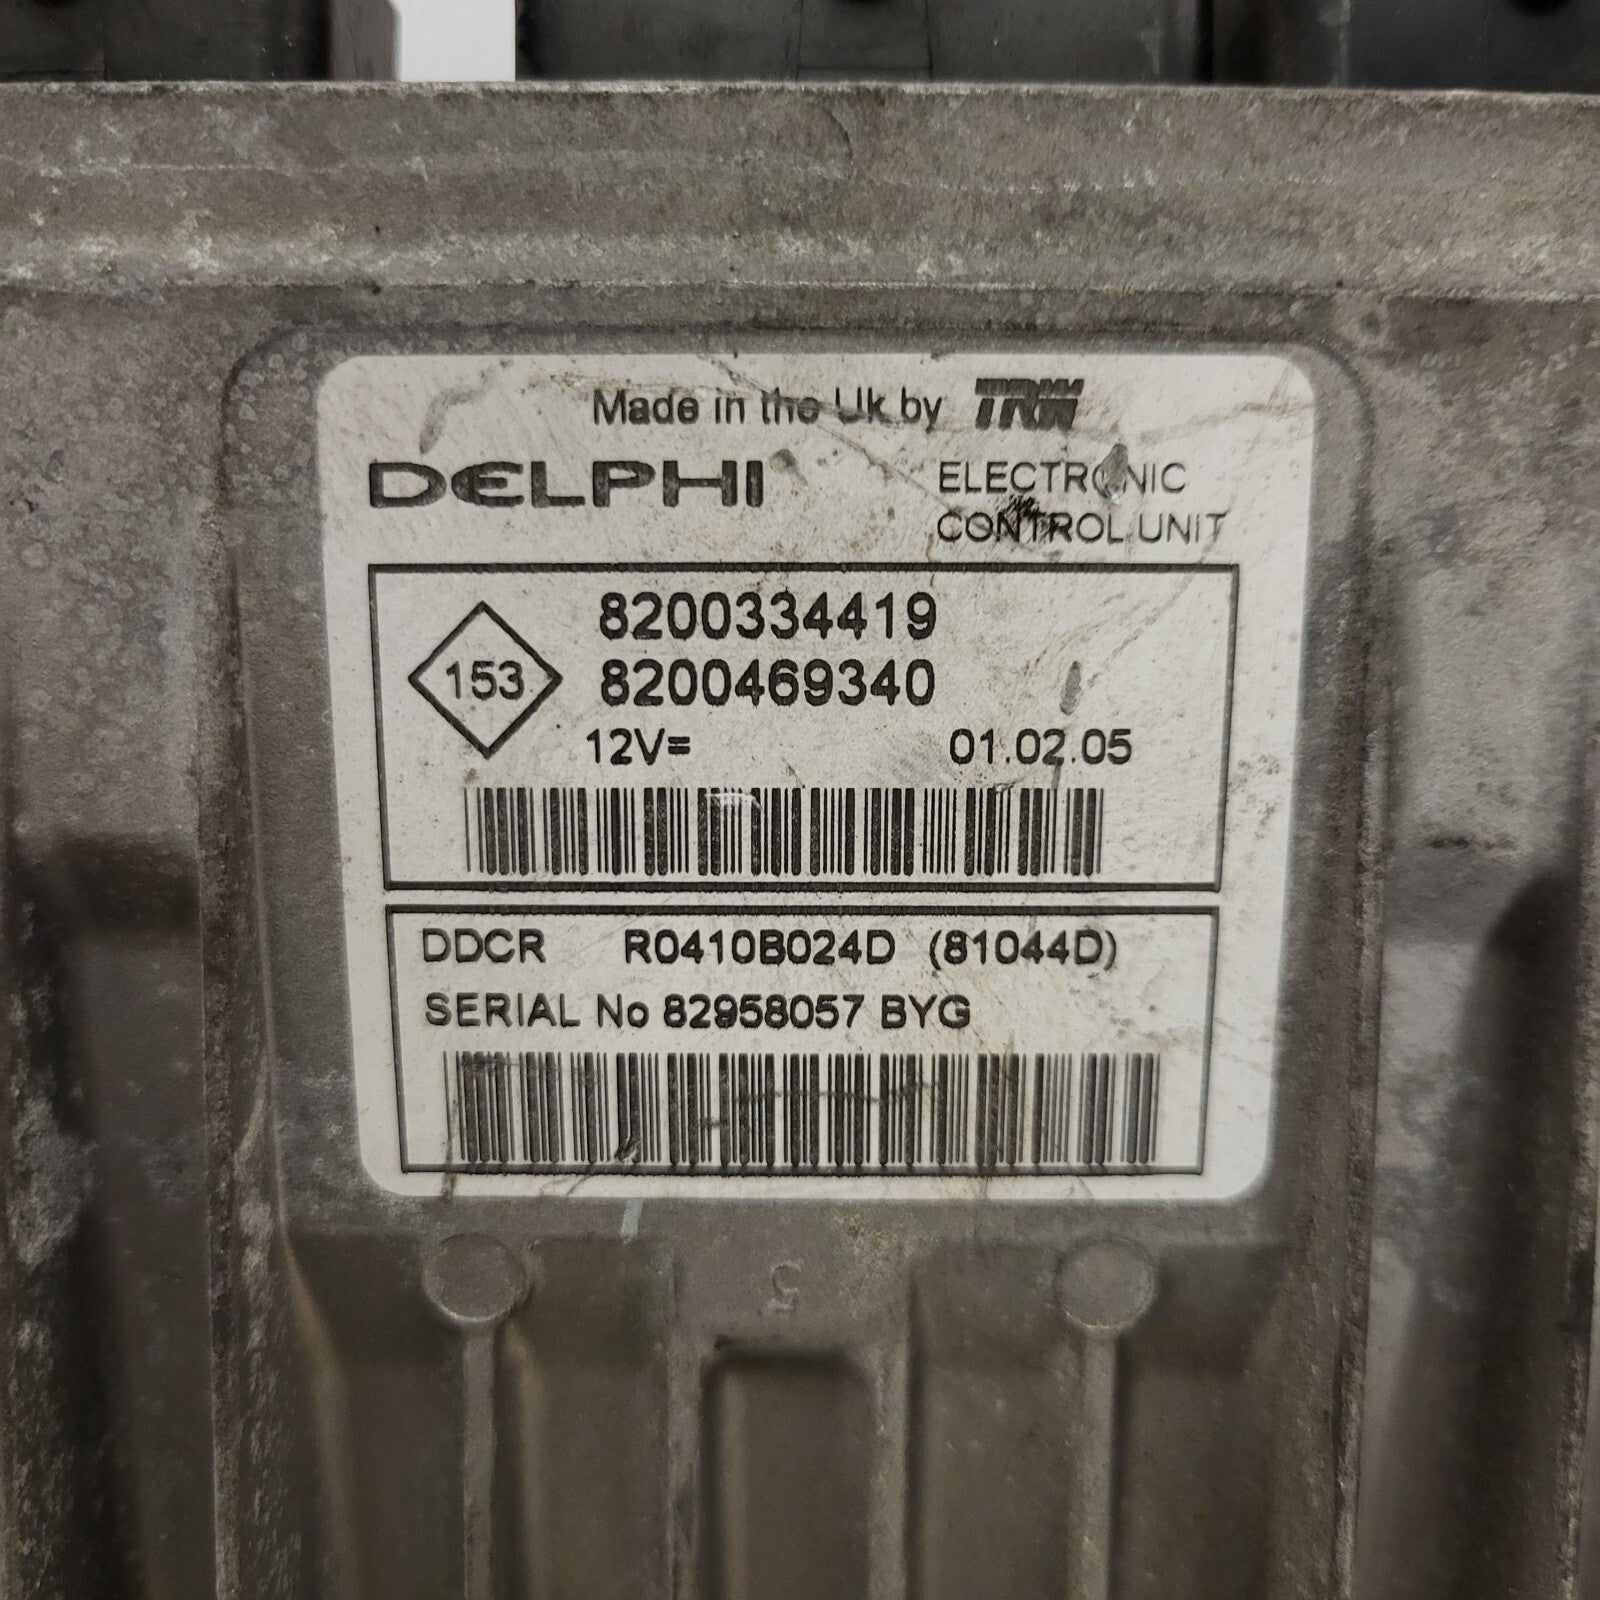 Made in the Uk by TRW
DELPHI
ELECTRONIC
CONTROL UNIT
8200334419
153
8200469340
12V=
01.02.05
DDCR R0410B024D (81044D)
SERIAL No 82958057 BYG
5